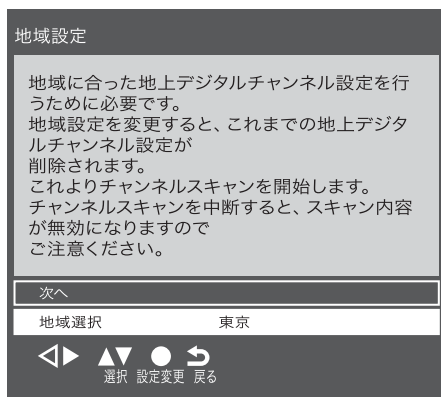 地域設定
地域に合った地上デジタルチャンネル設定を行
うために必要です。
地域設定を変更すると、これまでの地上デジタ
ルチャンネル設定が
削除されます。
これよりチャンネルスキャンを開始します。
チャンネルスキャンを中断すると、スキャン内容
が無効になりますので
ご注意ください。
次へ
地域選択 東京
選択 設定変更 戻る